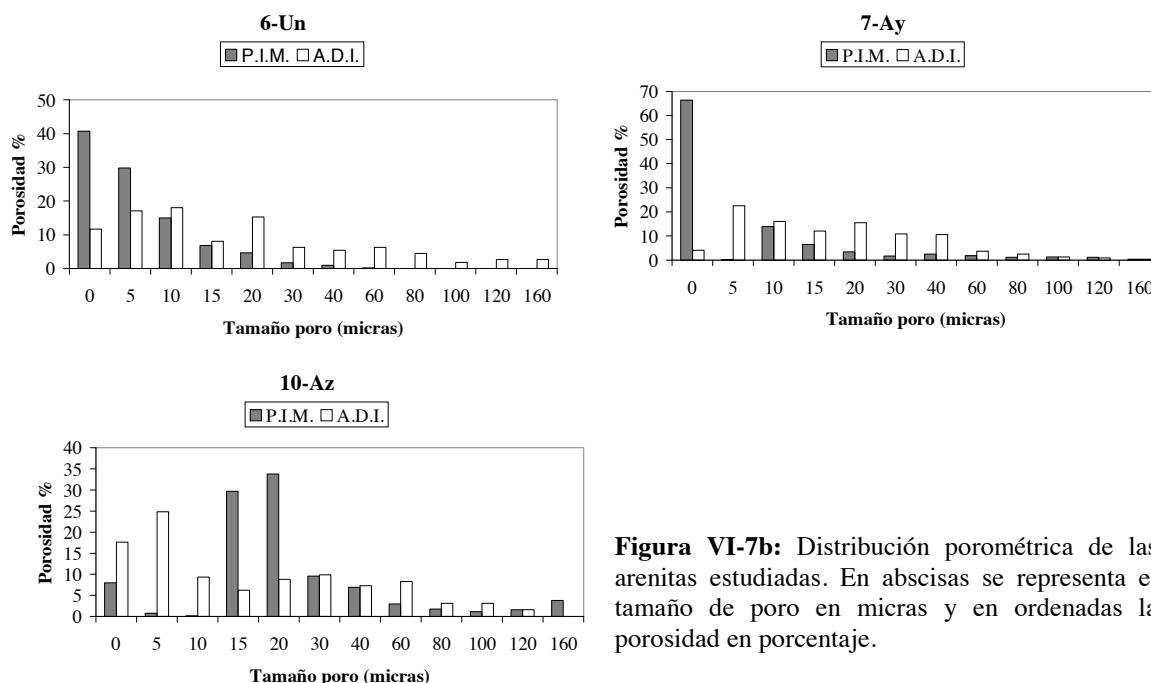 6-Un
P.I.M. A.D.I.
50
40
30
20
10
0
Porosidad %
0 5 10 15 20 30 40 60 80 100 120 160
Tamaño poro (micras)
7-Ay
P.I.M. A.D.I.
70
60
50
40
30
20
10
0
Porosidad %
0 5 10 15 20 30 40 60 80 100 120 160
Tamaño poro (micras)
10-Az
P.I.M. A.D.I.
40
35
30
25
20
15
10
5
0
Porosidad %
0 5 10 15 20 30 40 60 80 100 120 160
Tamaño poro (micras)
Figura VI-7b: Distribución porométrica de las
arenitas estudiadas. En abscisas se representa e
tamaño de poro en micras y en ordenadas la
porosidad en porcentaje.